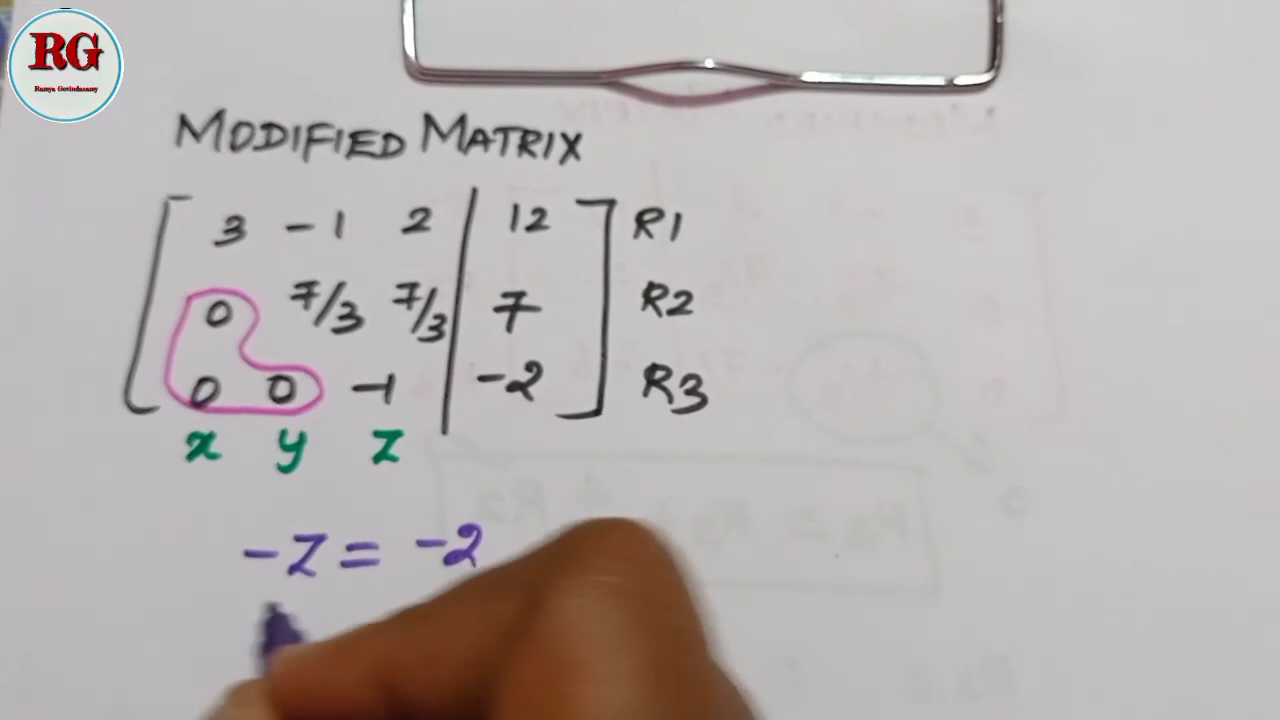 RG
Ramya Govindasamy
MODIFIED MATRIX
3 -1 2 12 R1
0 7/3 7/3 7 R2
0 0 -1 -2 R3
x y z
-z = -2